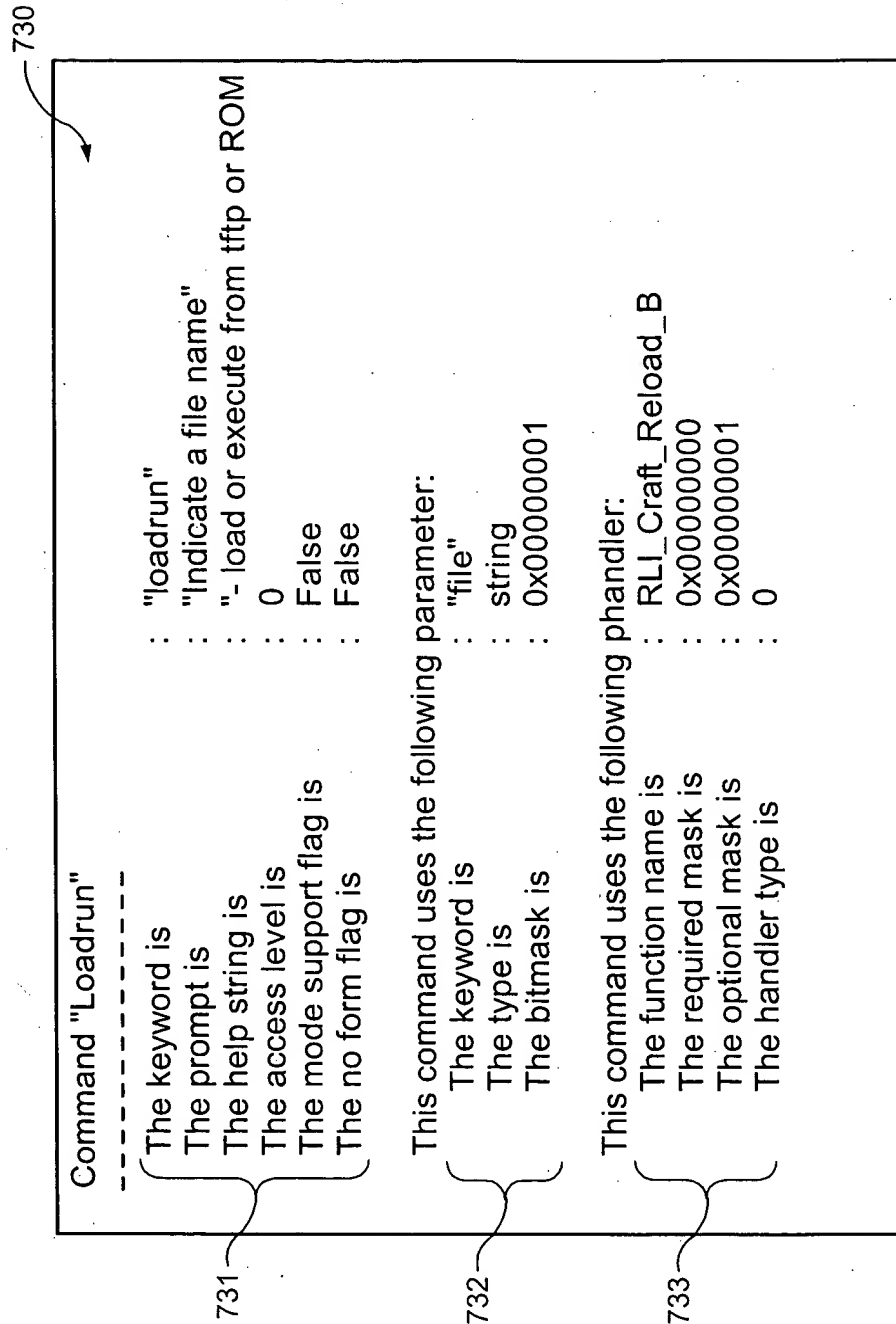 730
Command "Loadrun"
--------------
The keyword is : "loadrun"
The prompt is : "Indicate a file name"
The help string is : "- load or execute from tftp or ROM
The access level is : 0
The mode support flag is : False
The no form flag is : False
731
This command uses the following parameter:
The keyword is : "file"
The type is : string
The bitmask is : 0x00000001
732
This command uses the following phandler:
The function name is : RLI_Craft_Reload_B
The required mask is : 0x00000000
The optional mask is : 0x00000001
The handler type is : 0
733